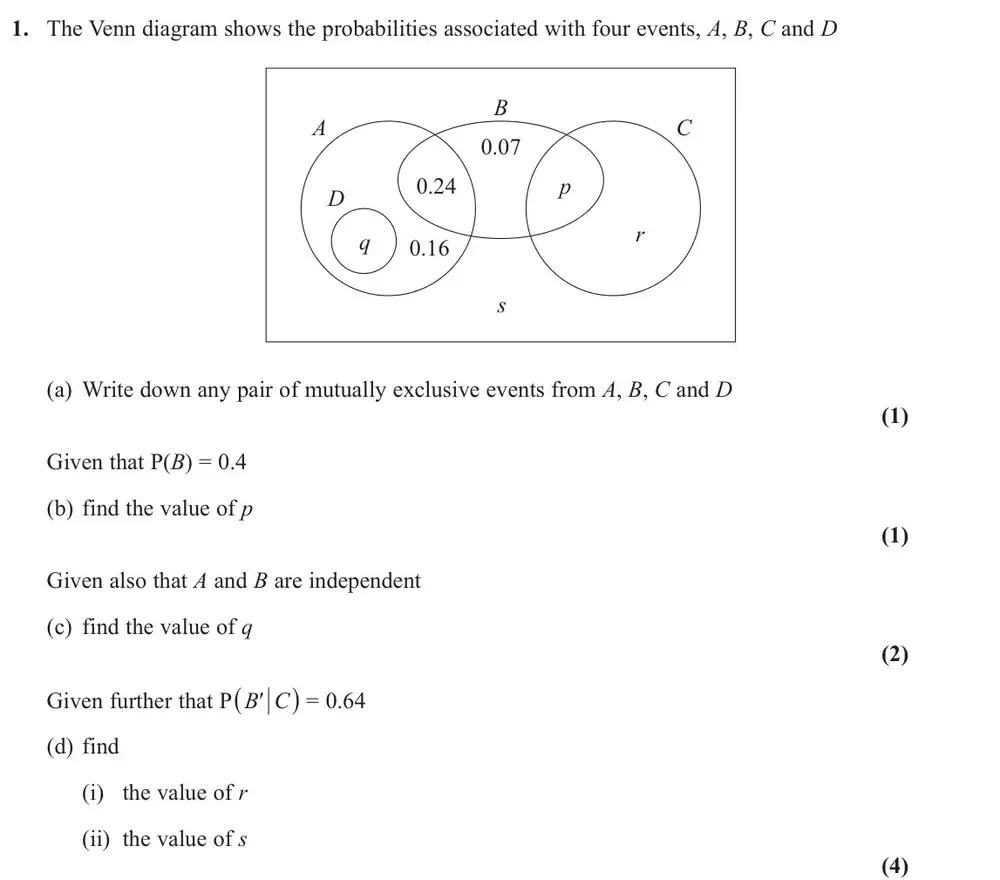 1. The Venn diagram shows the probabilities associated with four events, A, B, C and D
B
A
C
0.07
0.24
p
D
r
q
0.16
s
(a) Write down any pair of mutually exclusive events from A, B, C and D
(1)
Given that P(B) = 0.4
(b) find the value of p
(1)
Given also that A and B are independent
(c) find the value of q
(2)
Given further that P(B′|C) = 0.64
(d) find
(i) the value of r
(ii) the value of s
(4)